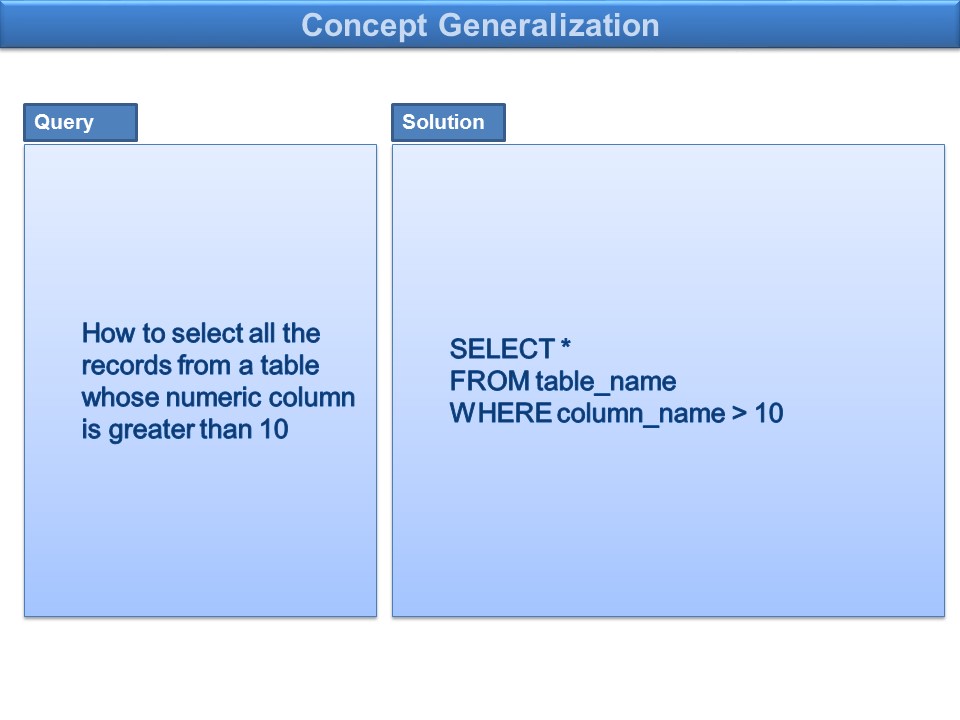 Concept Generalization
Query
Solution
How to select all the
records from a table
whose numeric column
is greater than 10
SELECT *
FROM table_name
WHERE column_name > 10